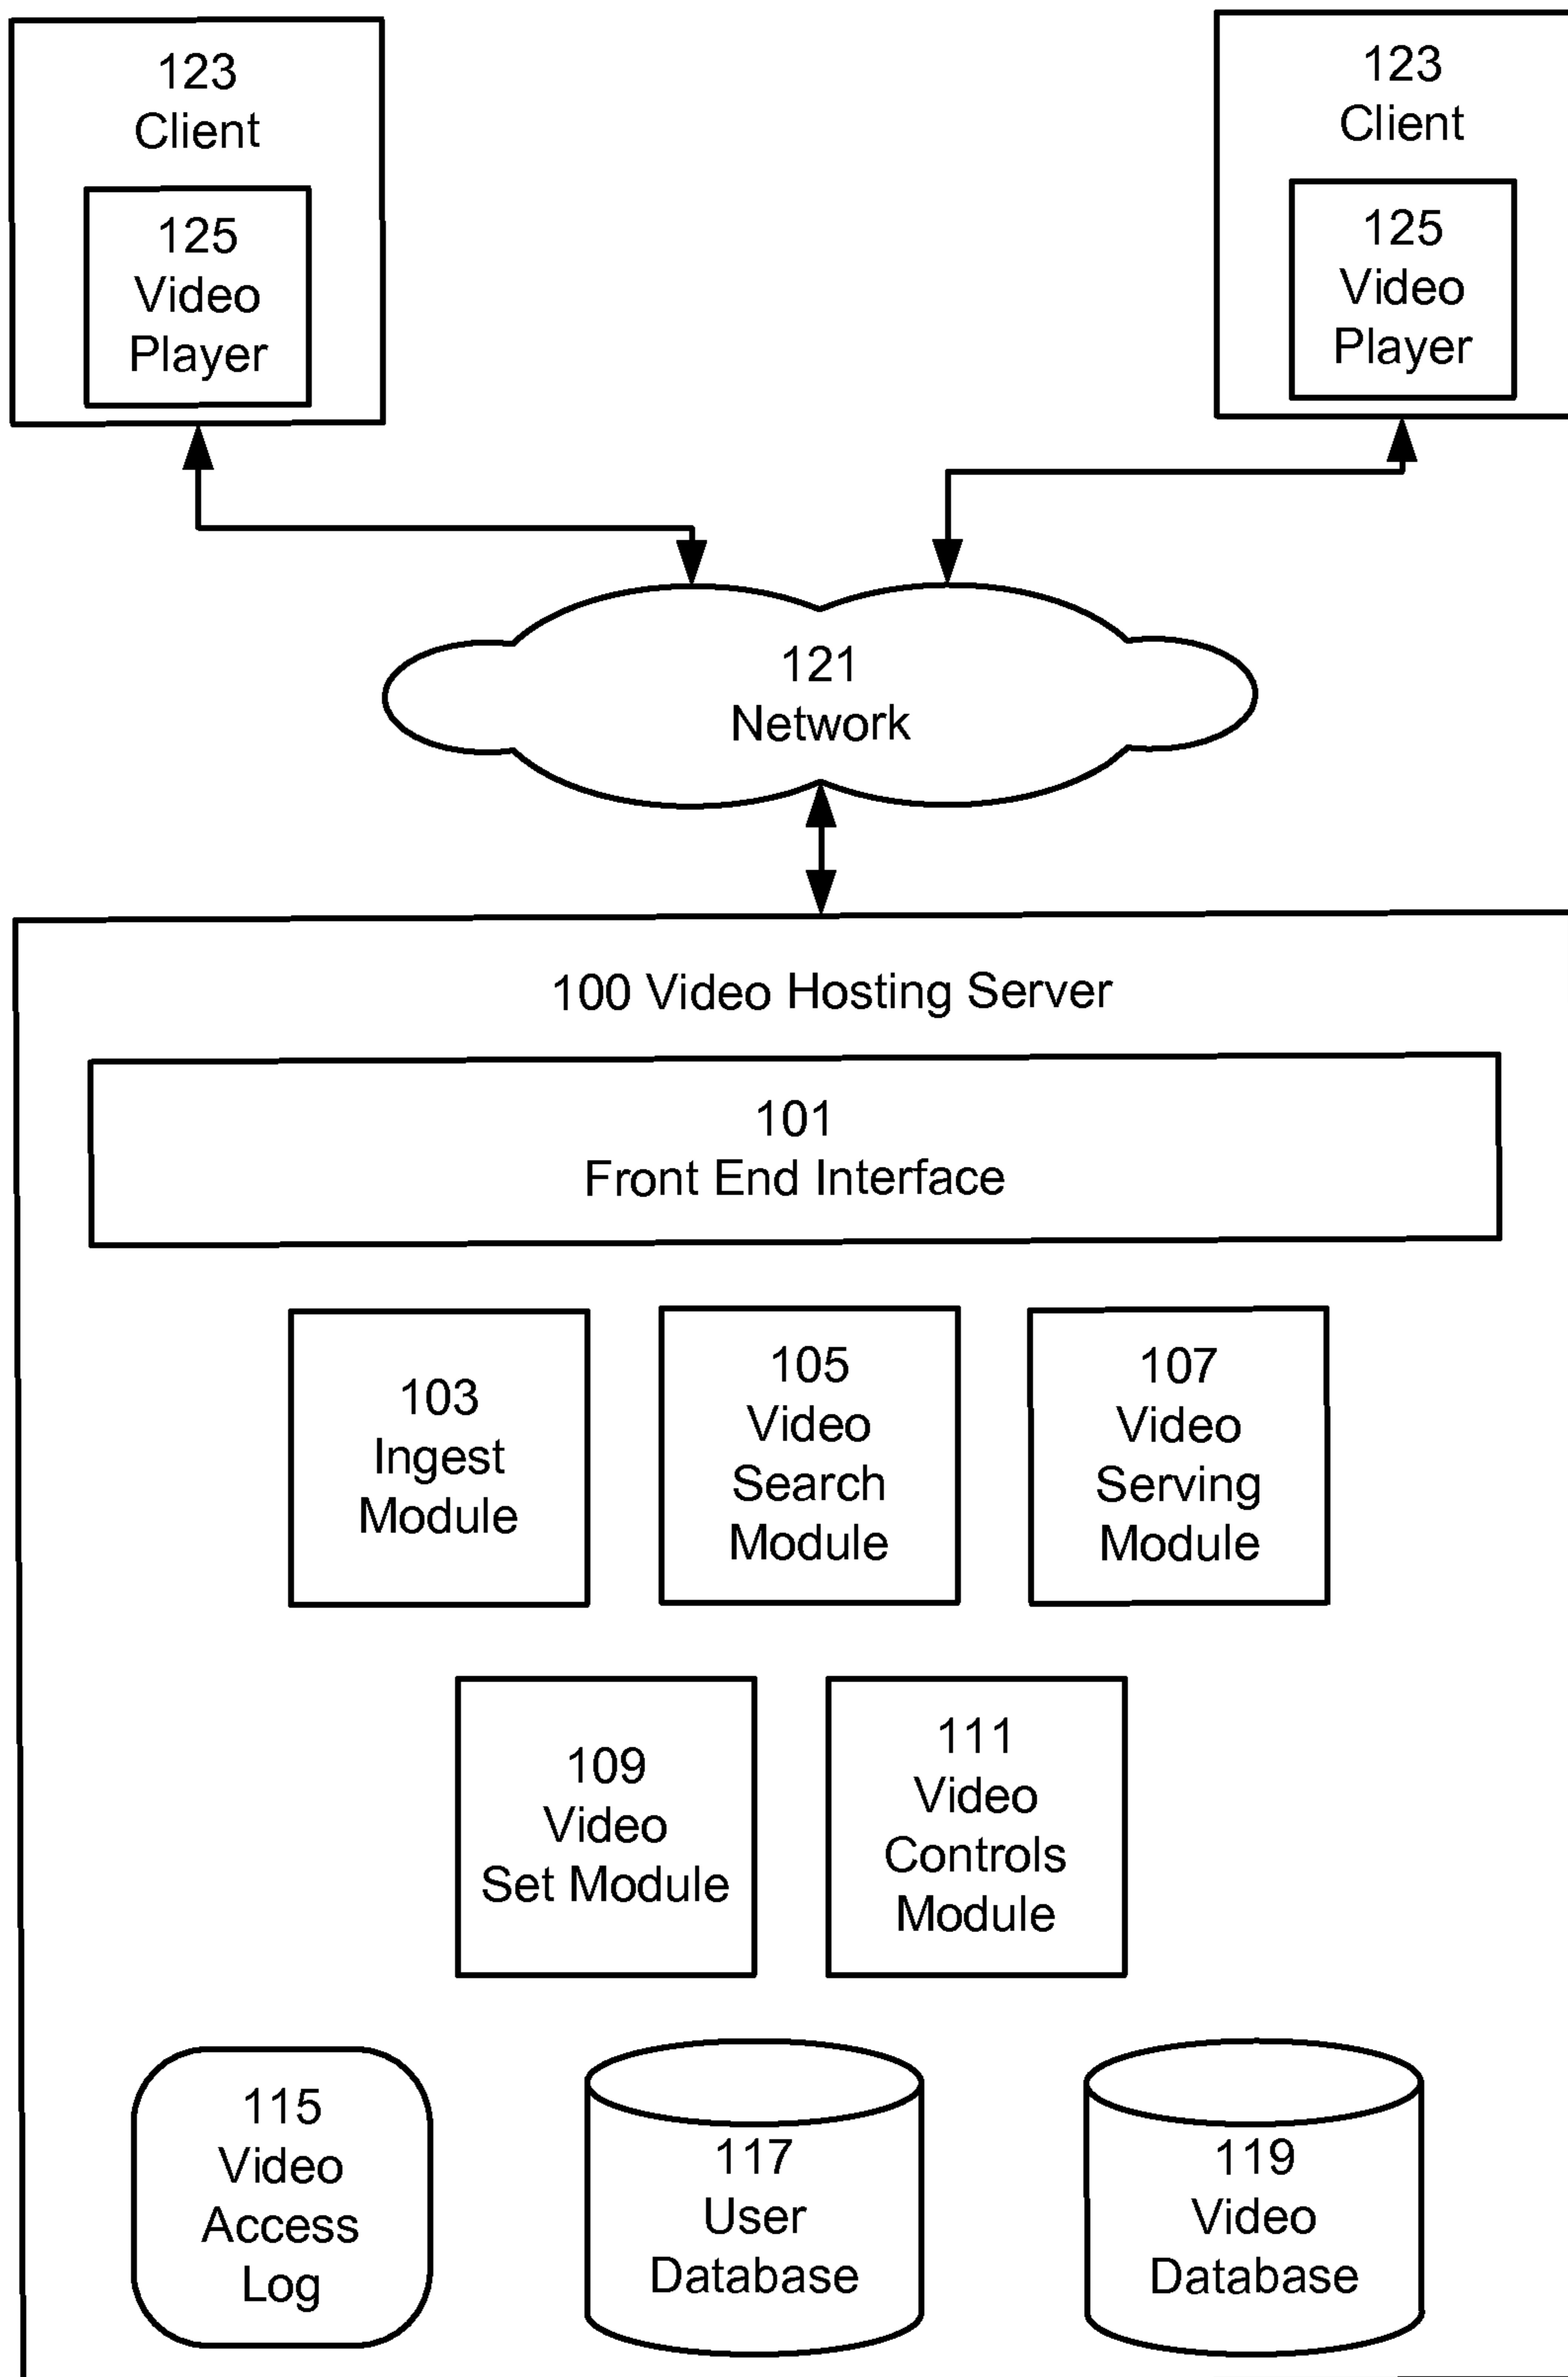 123
Client
125
Video
Player
123
Client
125
Video
Player
121
Network
100 Video Hosting Server
101
Front End Interface
103
Ingest
Module
105
Video
Search
Module
107
Video
Serving
Module
109
Video
Set Module
111
Video
Controls
Module
115
Video
Access
Log
117
User
Database
119
Video
Database